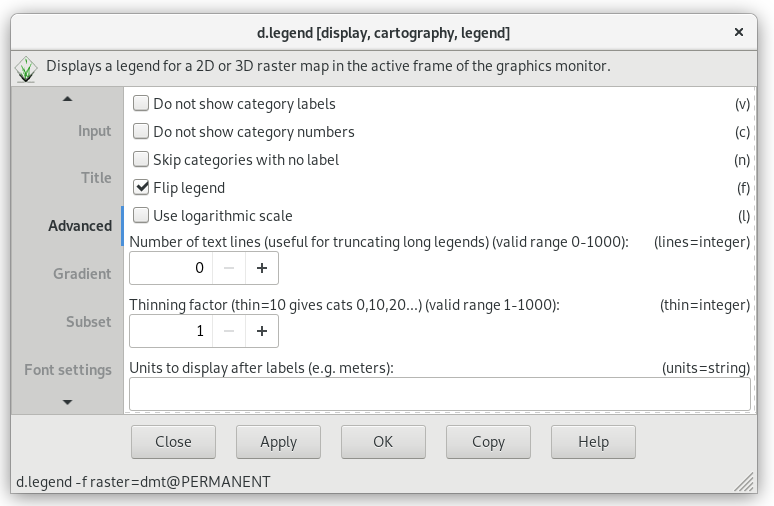 d.legend [display, cartography, legend]
Displays a legend for a 2D or 3D raster map in the active frame of the graphics monitor.
Input
Title
Advanced
Gradient
Subset
Font settings
Do not show category labels (v)
Do not show category numbers (c)
Skip categories with no label (n)
Flip legend (f)
Use logarithmic scale (l)
Number of text lines (useful for truncating long legends) (valid range 0-1000): (lines=integer)
0
Thinning factor (thin=10 gives cats 0,10,20...) (valid range 1-1000): (thin=integer)
1
Units to display after labels (e.g. meters): (units=string)
Close Apply OK Copy Help
d.legend -f raster=dmt@PERMANENT